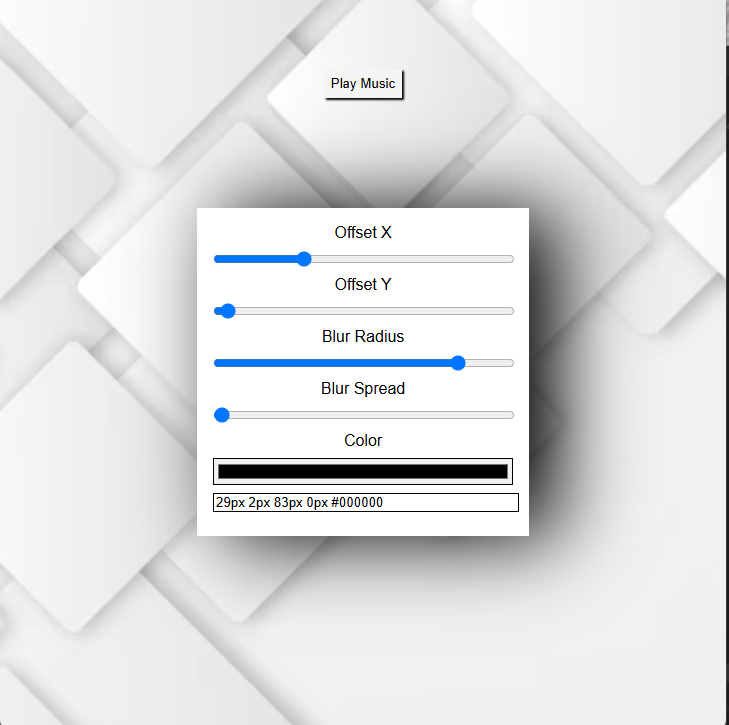 Play Music
Offset X
Offset Y
Blur Radius
Blur Spread
Color
29px 2px 83px 0px #000000